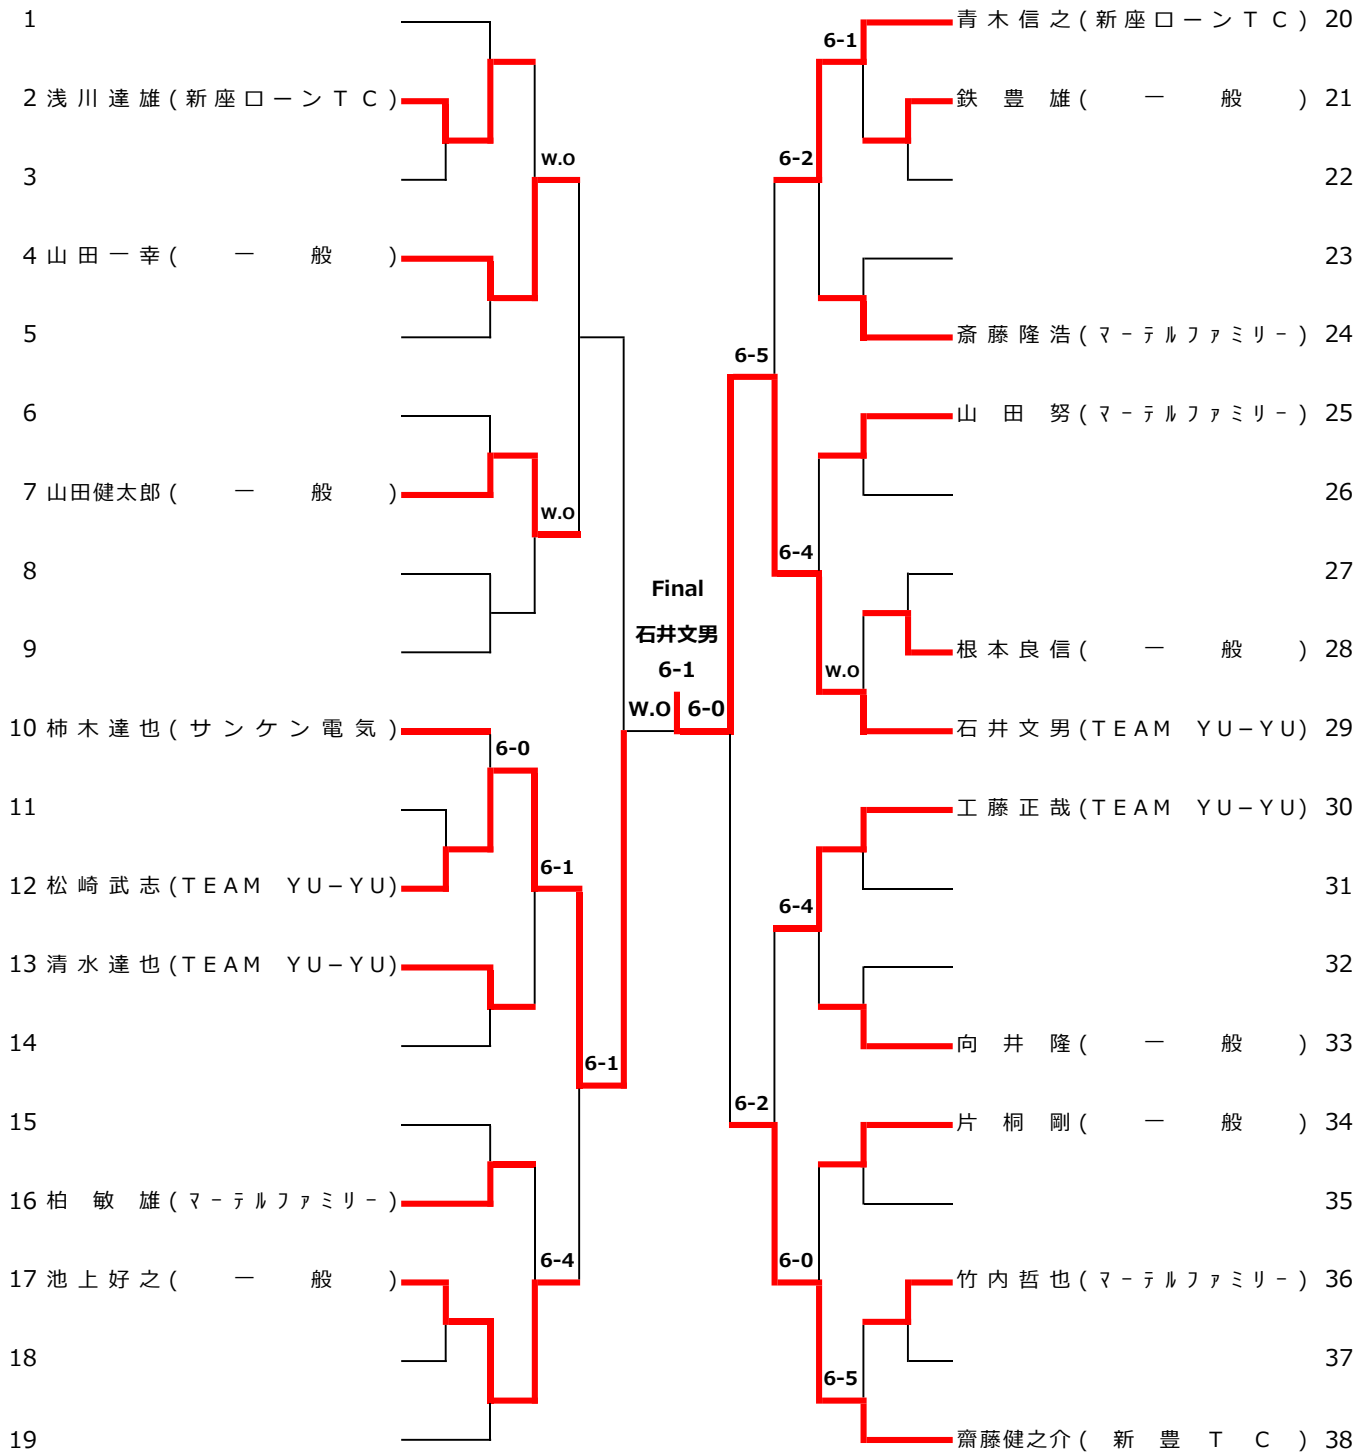 1
2 浅川達雄(新座ローンTC)
3
4 山田一幸(一般)
5
6
7 山田健太郎(一般)
8
9
10 柿木達也(サンケン電気)
11
12 松崎武志(TEAM YU−YU)
13 清水達也(TEAM YU−YU)
14
15
16 柏敏雄(マーテルファミリー)
17 池上好之(一般)
18
19
W.O
W.O
6-0
6-1
6-1
6-4
Final
石井文男
6-1
W.O
6-0
6-1
6-2
6-5
6-4
W.O
6-4
6-2
6-0
6-5
青木信之(新座ローンTC) 20
鉄豊雄(一般) 21
22
23
斎藤隆浩(マーテルファミリー) 24
山田努(マーテルファミリー) 25
26
27
根本良信(一般) 28
石井文男(TEAM YU−YU) 29
工藤正哉(TEAM YU−YU) 30
31
32
向井隆(一般) 33
片桐剛(一般) 34
35
竹内哲也(マーテルファミリー) 36
37
齋藤健之介(新豊TC) 38